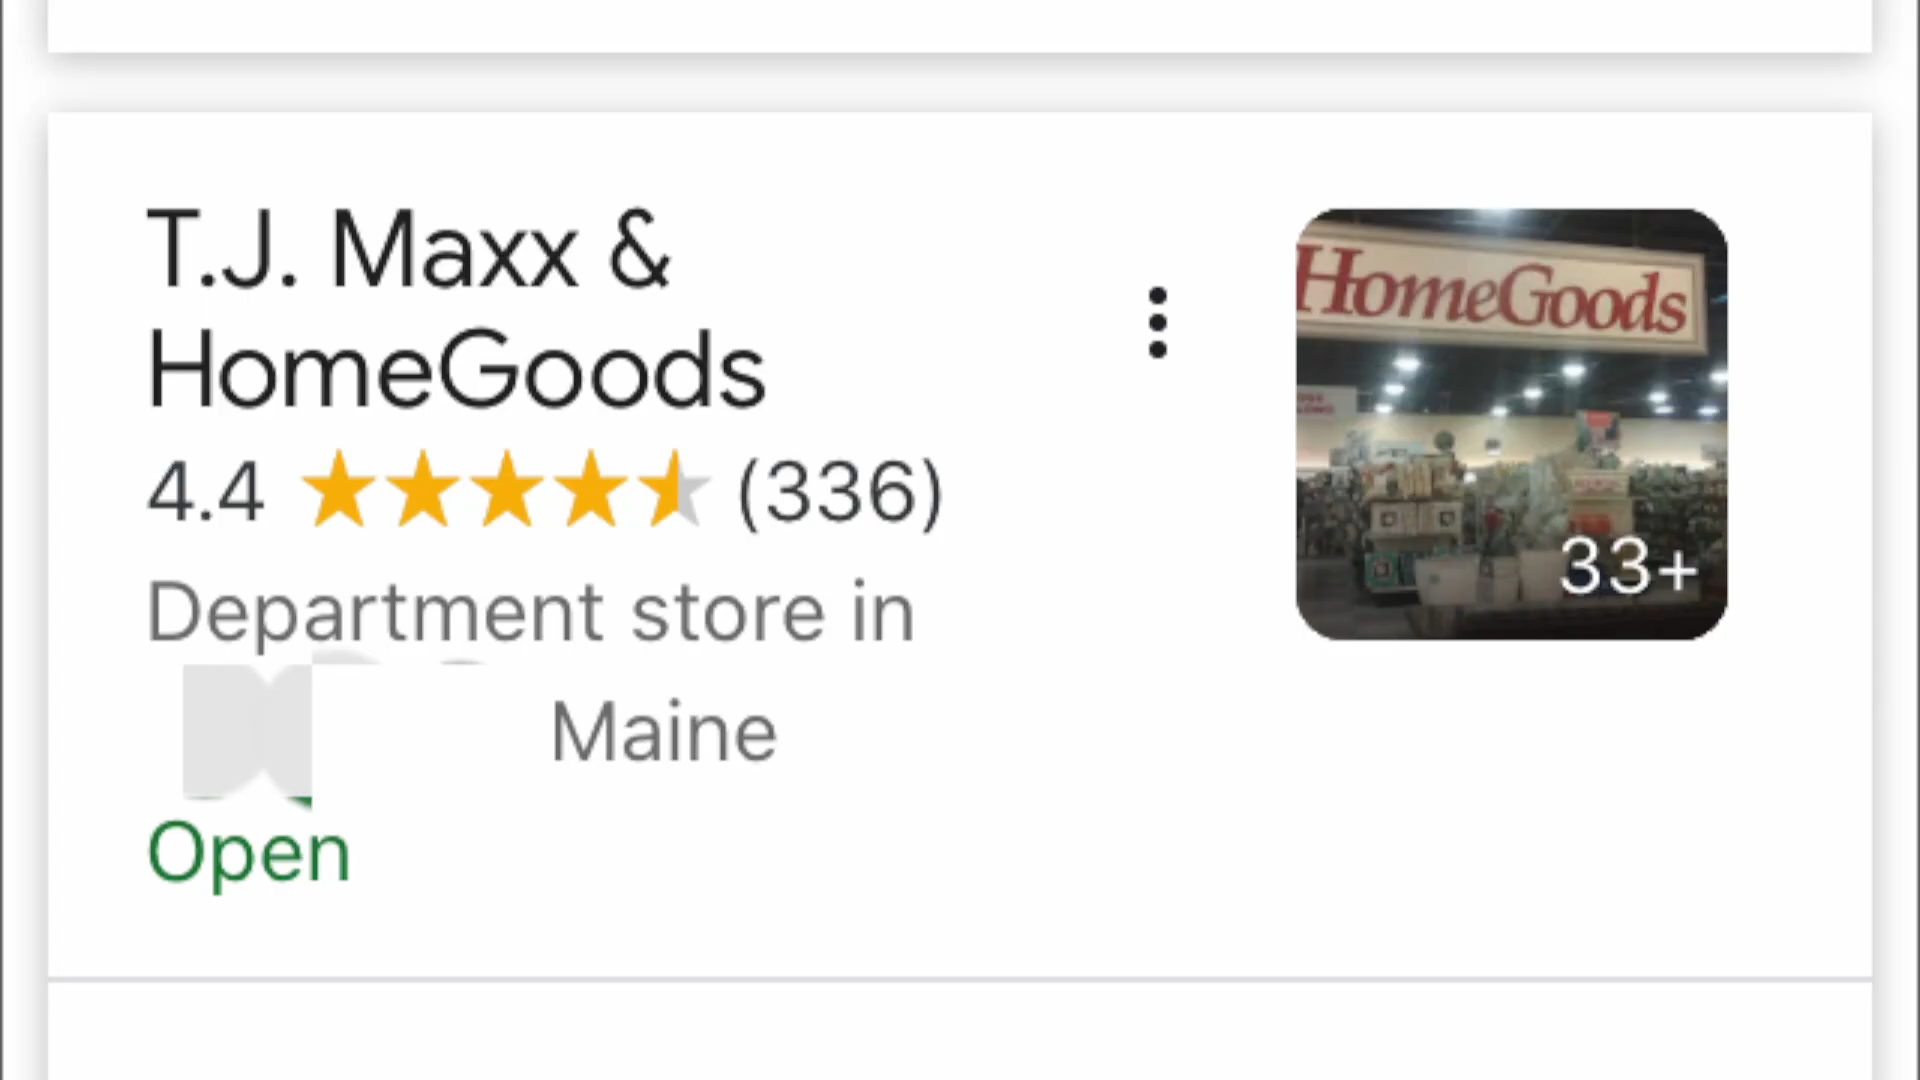 T.J. Maxx &
HomeGoods
4.4 (336)
Department store in
Maine
Open
HomeGoods
33+